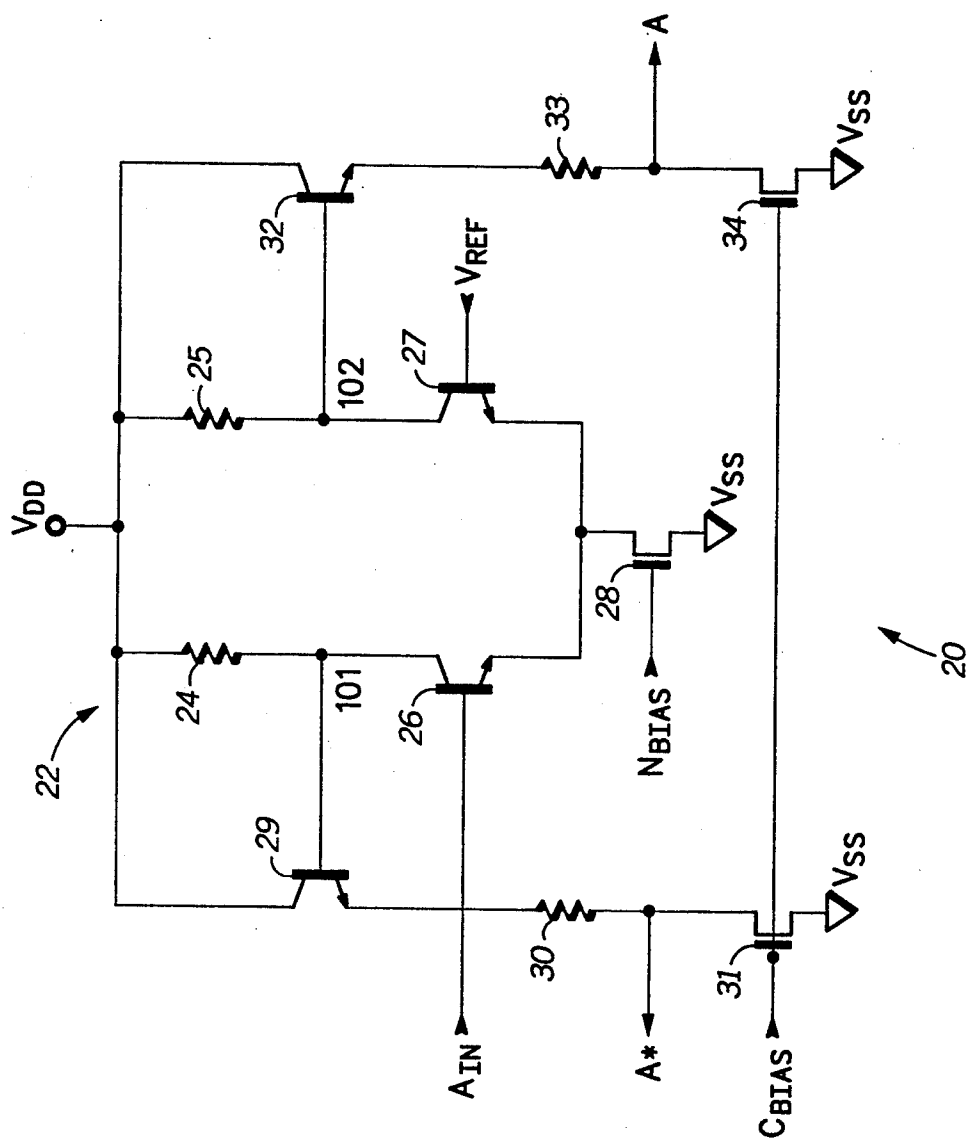 V_DD
22
24
25
29
101
102
32
26
27
V_REF
A_IN
30
33
28
N_BIAS
V_SS
A*
A
31
34
C_BIAS
V_SS
V_SS
20